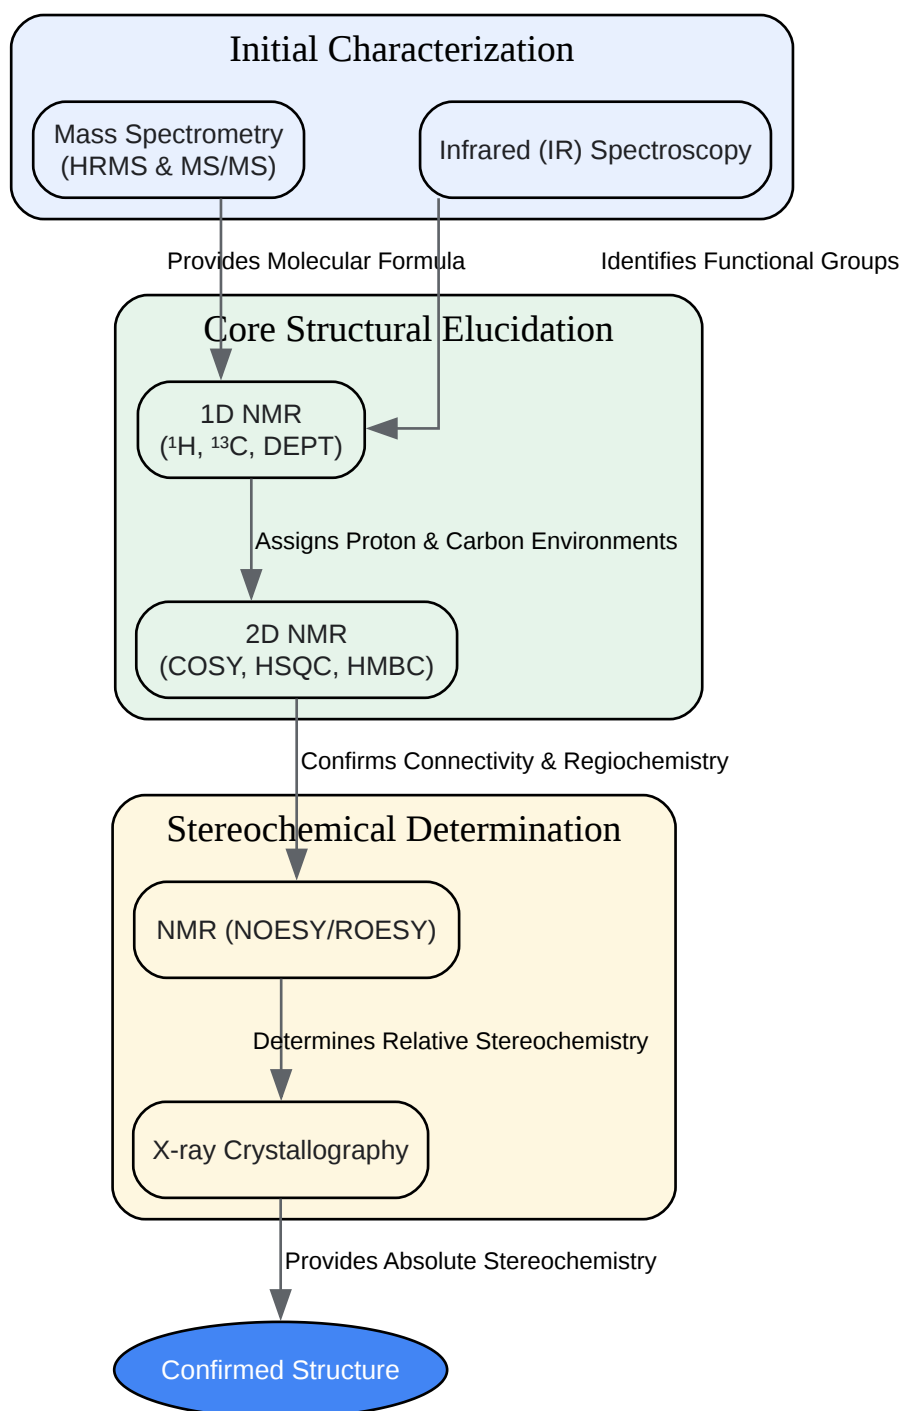 Initial Characterization
Mass Spectrometry
(HRMS & MS/MS)
Infrared (IR) Spectroscopy
Provides Molecular Formula
Identifies Functional Groups
Core Structural Elucidation
1D NMR
(¹H, ¹³C, DEPT)
Assigns Proton & Carbon Environments
2D NMR
(COSY, HSQC, HMBC)
Confirms Connectivity & Regiochemistry
Stereochemical Determination
NMR (NOESY/ROESY)
Determines Relative Stereochemistry
X-ray Crystallography
Provides Absolute Stereochemistry
Confirmed Structure